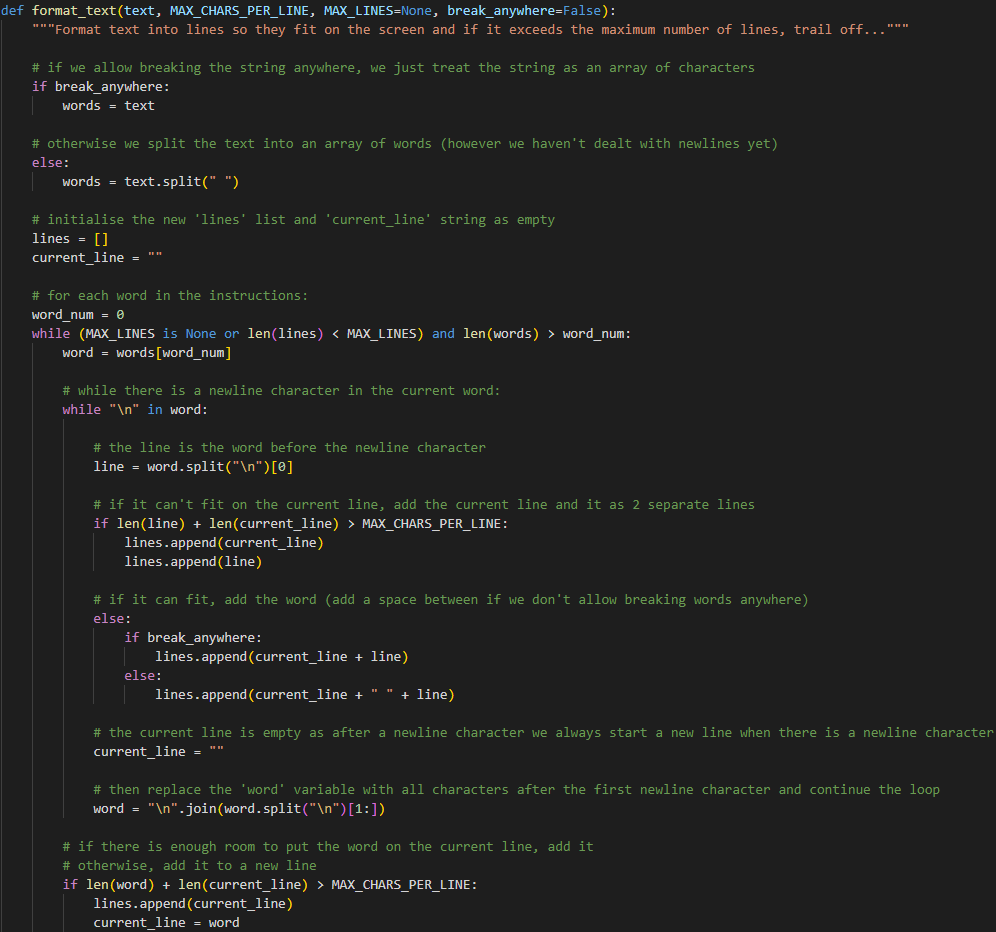 def format_text(text, MAX_CHARS_PER_LINE, MAX_LINES=None, break_anywhere=False):
    """Format text into lines so they fit on the screen and if it exceeds the maximum number of lines, trail off..."""

    # if we allow breaking the string anywhere, we just treat the string as an array of characters
    if break_anywhere:
        words = text

    # otherwise we split the text into an array of words (however we haven't dealt with newlines yet)
    else:
        words = text.split(" ")

    # initialise the new 'lines' list and 'current_line' string as empty
    lines = []
    current_line = ""

    # for each word in the instructions:
    word_num = 0
    while (MAX_LINES is None or len(lines) < MAX_LINES) and len(words) > word_num:
        word = words[word_num]

        # while there is a newline character in the current word:
        while "\n" in word:

            # the line is the word before the newline character
            line = word.split("\n")[0]

            # if it can't fit on the current line, add the current line and it as 2 separate lines
            if len(line) + len(current_line) > MAX_CHARS_PER_LINE:
                lines.append(current_line)
                lines.append(line)

            # if it can fit, add the word (add a space between if we don't allow breaking words anywhere)
            else:
                if break_anywhere:
                    lines.append(current_line + line)
                else:
                    lines.append(current_line + " " + line)

            # the current line is empty as after a newline character we always start a new line when there is a newline character
            current_line = ""

            # then replace the 'word' variable with all characters after the first newline character and continue the loop
            word = "\n".join(word.split("\n")[1:])

        # if there is enough room to put the word on the current line, add it
        # otherwise, add it to a new line
        if len(word) + len(current_line) > MAX_CHARS_PER_LINE:
            lines.append(current_line)
            current_line = word